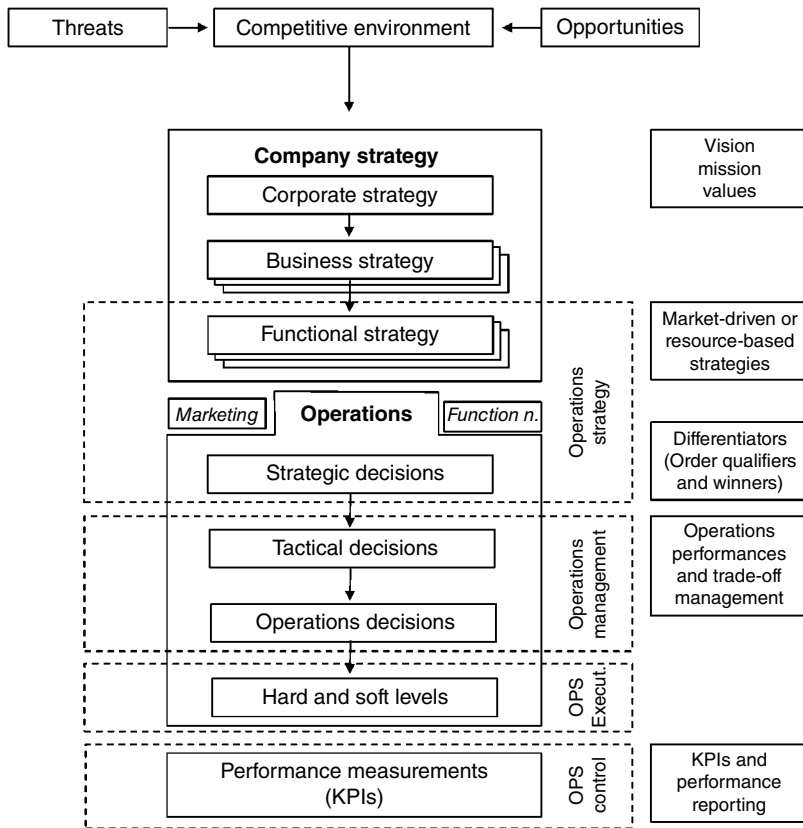 Threats
Competitive environment
Opportunities
Company strategy
Corporate strategy
Business strategy
Functional strategy
Vision
mission
values
Market-driven or
resource-based
strategies
Marketing
Operations
Function n.
Operations
strategy
Strategic decisions
Differentiators
(Order qualifiers
and winners)
Tactical decisions
Operations decisions
Operations
management
Operations
performances
and trade-off
management
Hard and soft levels
OPS
Execut.
Performance measurements
(KPIs)
OPS
control
KPIs and
performance
reporting